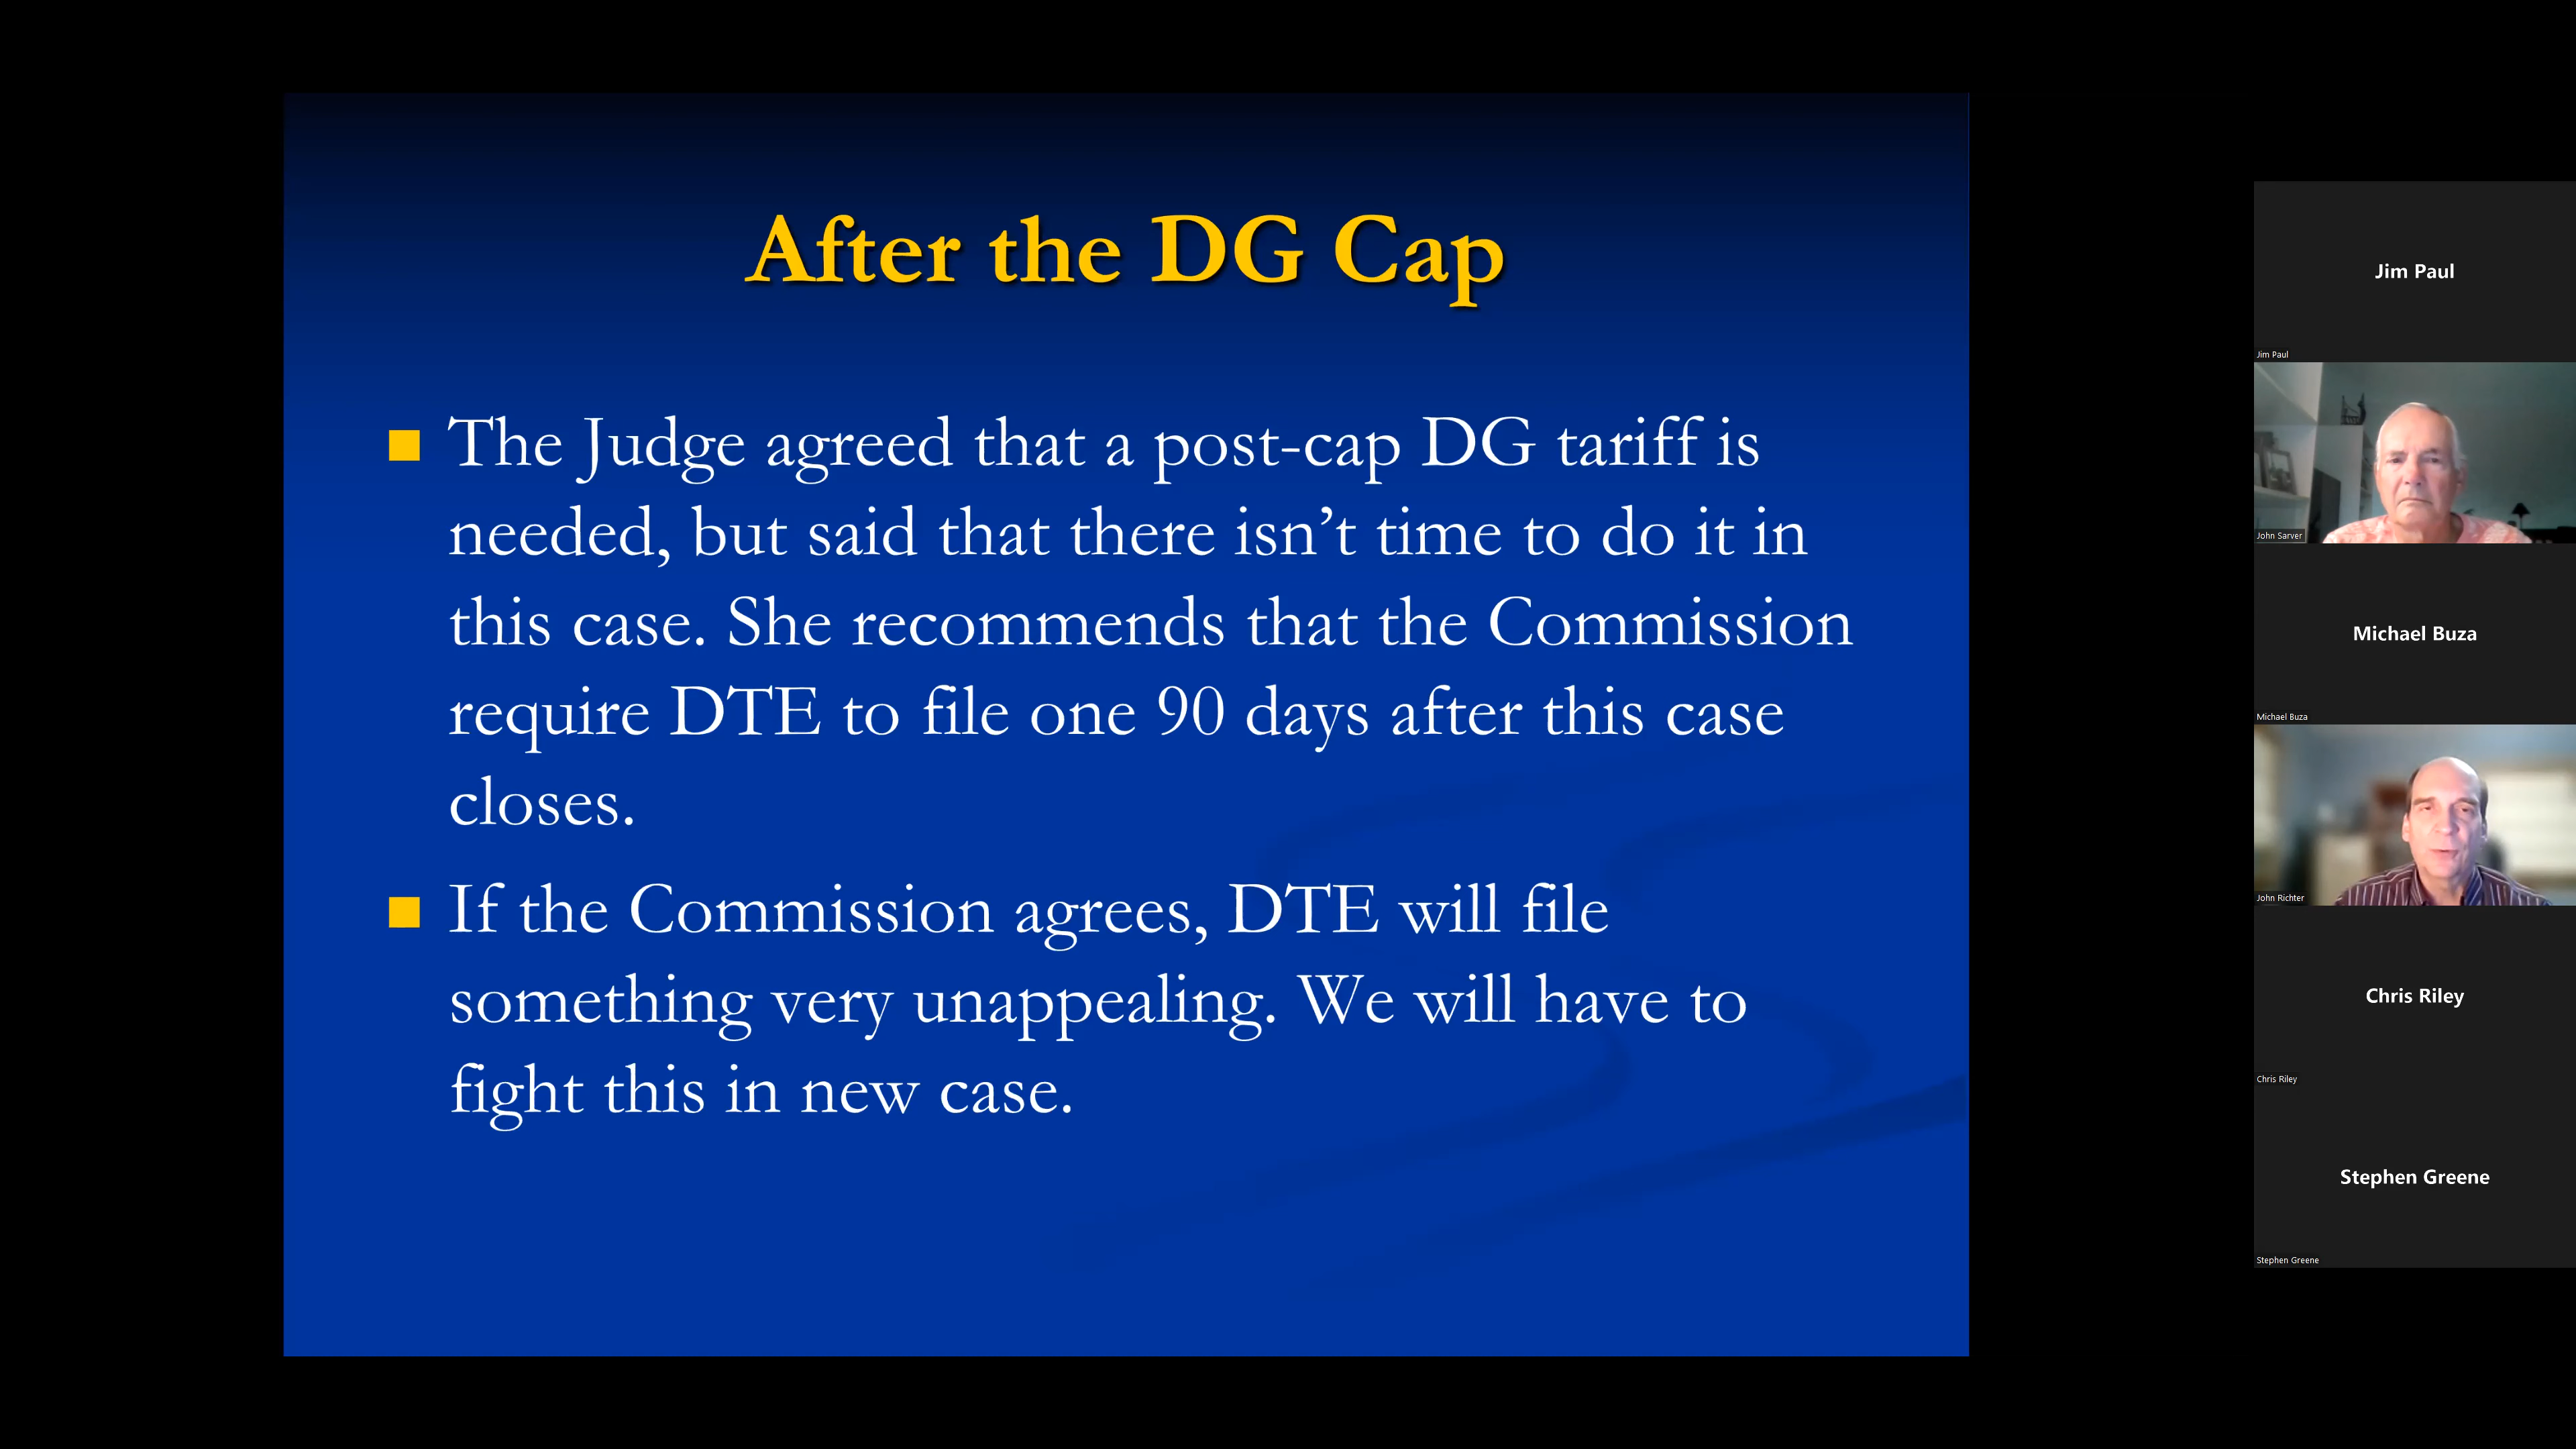 After the DG Cap
The Judge agreed that a post-cap DG tariff is
needed, but said that there isn’t time to do it in
this case. She recommends that the Commission
require DTE to file one 90 days after this case
closes.
If the Commission agrees, DTE will file
something very unappealing. We will have to
fight this in new case.
Jim Paul
Jim Paul
John Sarver
Michael Buza
Michael Buza
John Richter
Chris Riley
Chris Riley
Stephen Greene
Stephen Greene